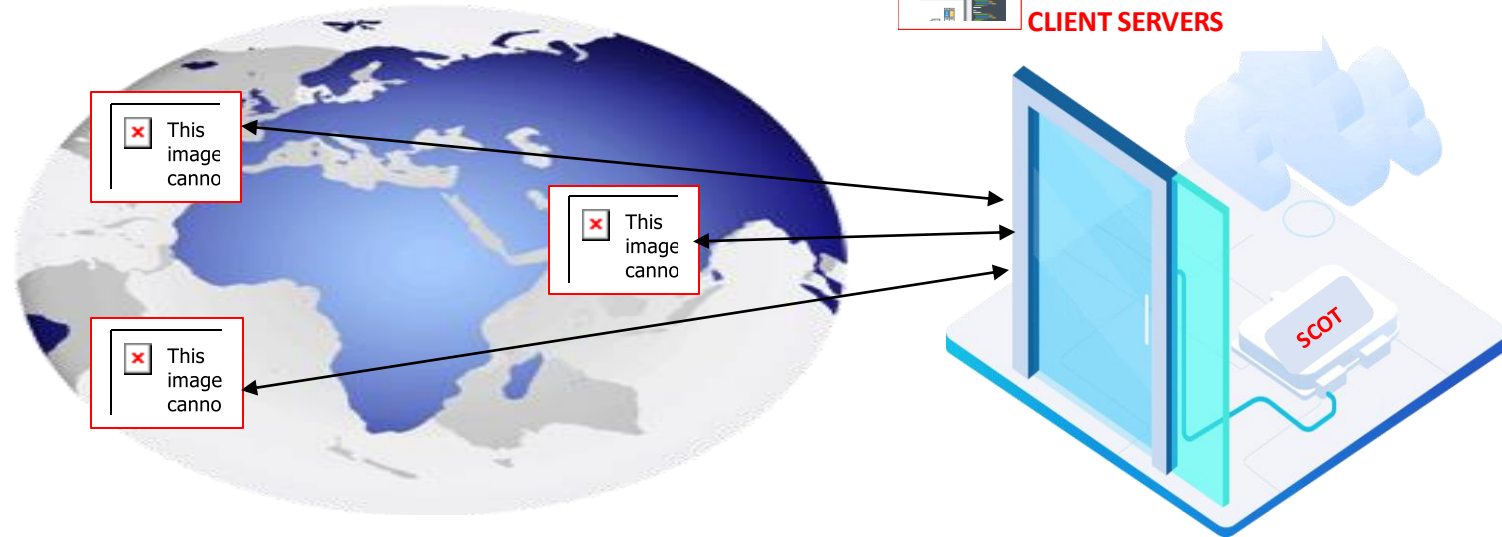 CLIENT SERVERS
This
image
canno
This
image
canno
This
image
canno
SCOT